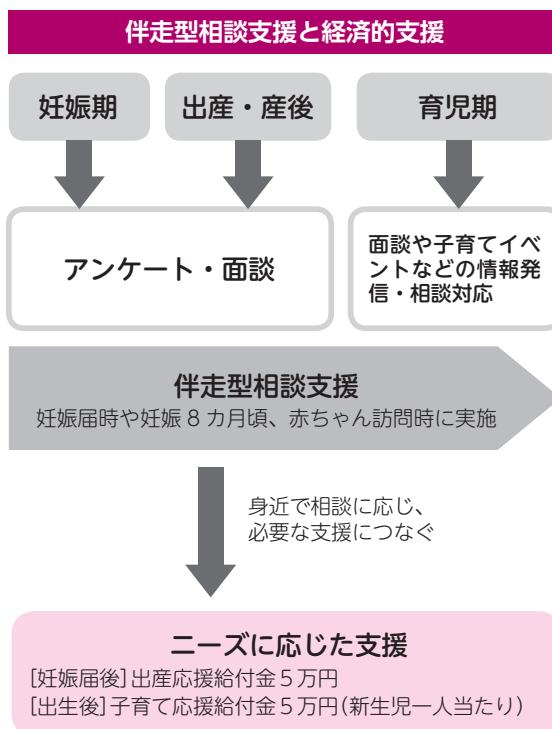 伴走型相談支援と経済的支援
妊娠期
出産・産後
育児期
アンケート・面談
面談や子育てイベ
ントなどの情報発
信・相談対応
伴走型相談支援
妊娠届時や妊娠8カ月頃、赤ちゃん訪問時に実施
身近で相談に応じ、
必要な支援につなぐ
ニーズに応じた支援
[妊娠届後]出産応援給付金5万円
[出生後]子育て応援給付金5万円(新生児一人当たり)